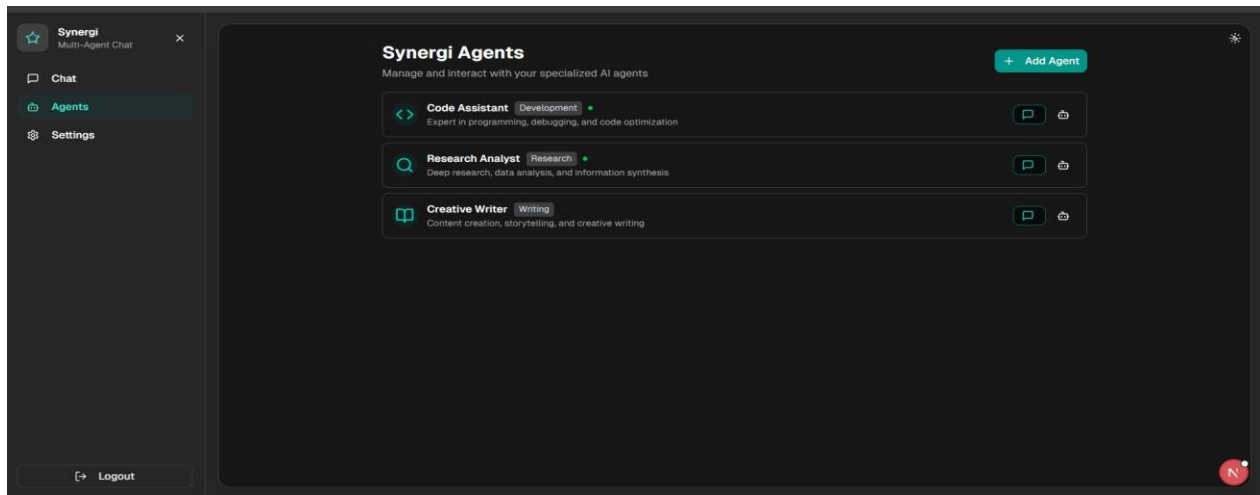 Synergi
Multi-Agent Chat
Chat
Agents
Settings
Logout
Synergi Agents
Manage and interact with your specialized AI agents
+ Add Agent
Code Assistant Development
Expert in programming, debugging, and code optimization
Research Analyst Research
Deep research, data analysis, and information synthesis
Creative Writer Writing
Content creation, storytelling, and creative writing
N